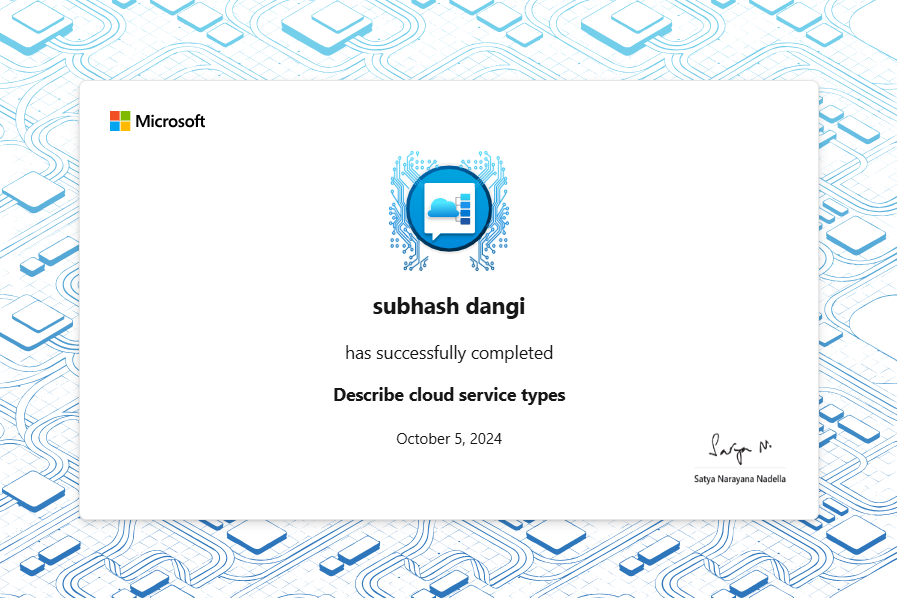 Microsoft
subhash dangi
has successfully completed
Describe cloud service types
October 5, 2024
Satya N.
Satya Narayana Nadella